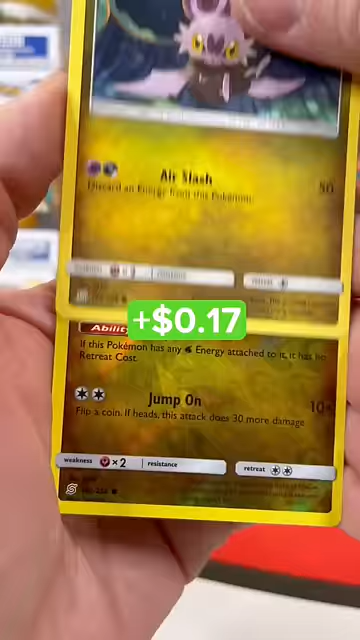 Air Slash 50
Discard an Energy from this Pokémon.
+$0.17
Ability
If this Pokémon has any Energy attached to it, it has no
Retreat Cost.
Jump On 10+
Flip a coin. If heads, this attack does 30 more damage
weakness ×2 resistance retreat